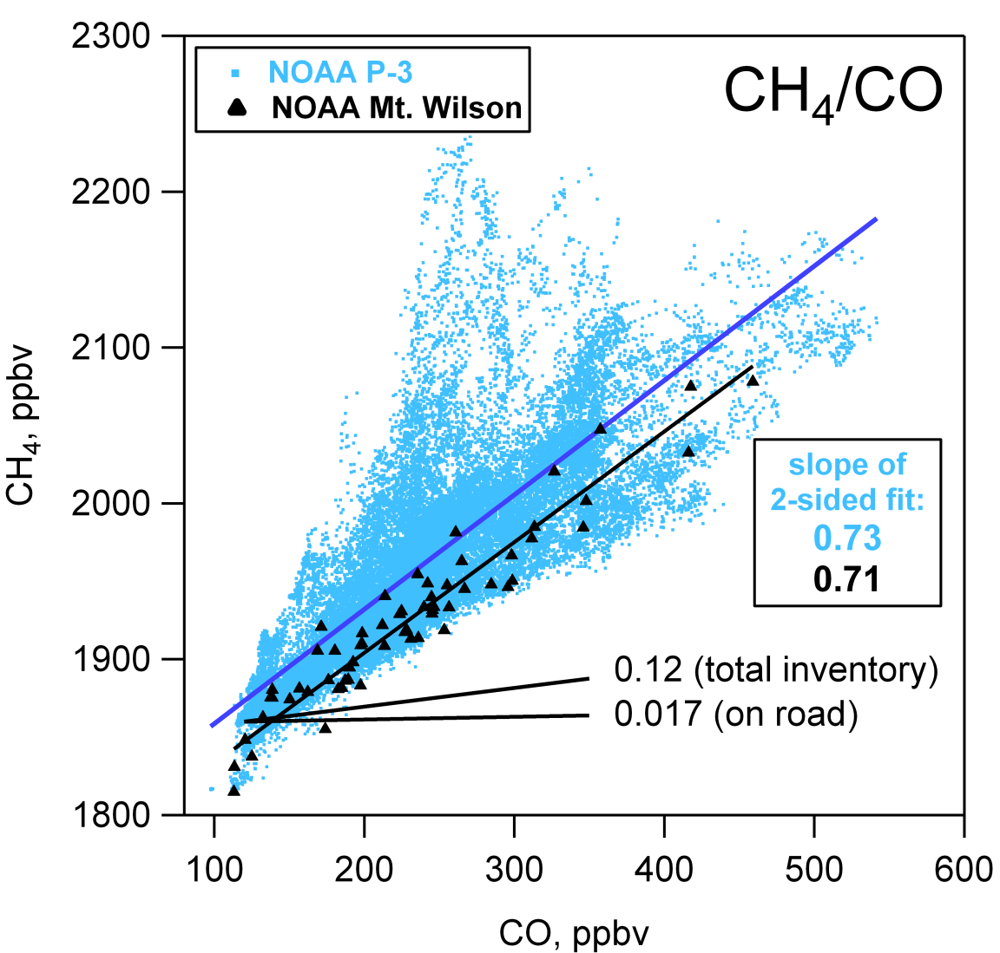 NOAA P-3
NOAA Mt. Wilson
CH4/CO
2300
2200
2100
2000
1900
1800
CH4, ppbv
slope of
2-sided fit:
0.73
0.71
0.12 (total inventory)
0.017 (on road)
100 200 300 400 500 600
CO, ppbv